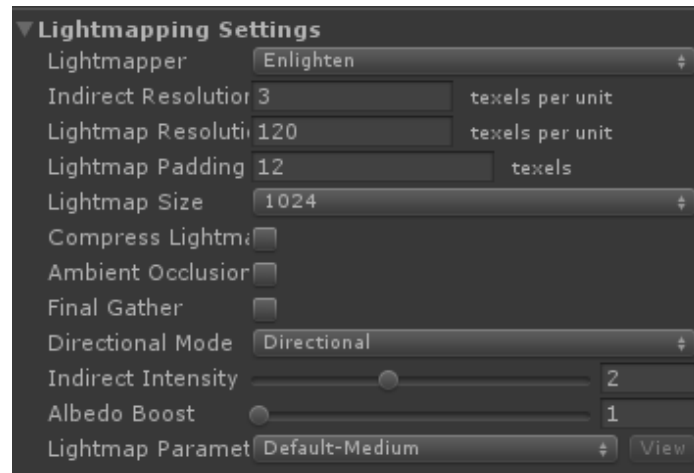 Lightmapping Settings
Lightmapper Enlighten
Indirect Resolution 3 texels per unit
Lightmap Resoluti 120 texels per unit
Lightmap Padding 12 texels
Lightmap Size 1024
Compress Lightma
Ambient Occlusion
Final Gather
Directional Mode Directional
Indirect Intensity 2
Albedo Boost 1
Lightmap Paramet Default-Medium View